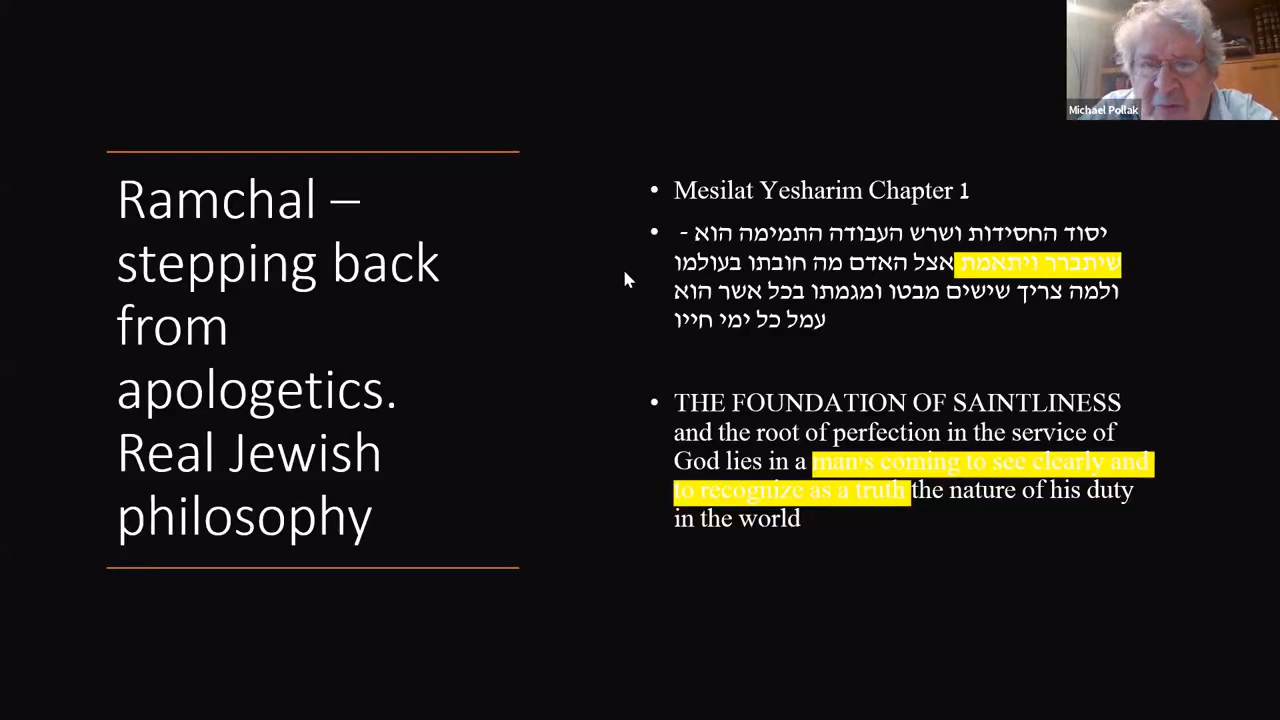 Michael Pollak
Ramchal –
stepping back
from
apologetics.
Real Jewish
philosophy
• Mesilat Yesharim Chapter 1
• יסוד החסידות ושרש העבודה התמימה הוא -
שיתברר ויתאמת אצל האדם מה חובתו בעולמו
ולמה צריך שישים מבטו ומגמתו בכל אשר הוא
עמל כל ימי חייו
• THE FOUNDATION OF SAINTLINESS
and the root of perfection in the service of
God lies in a man's coming to see clearly and
to recognize as a truth the nature of his duty
in the world